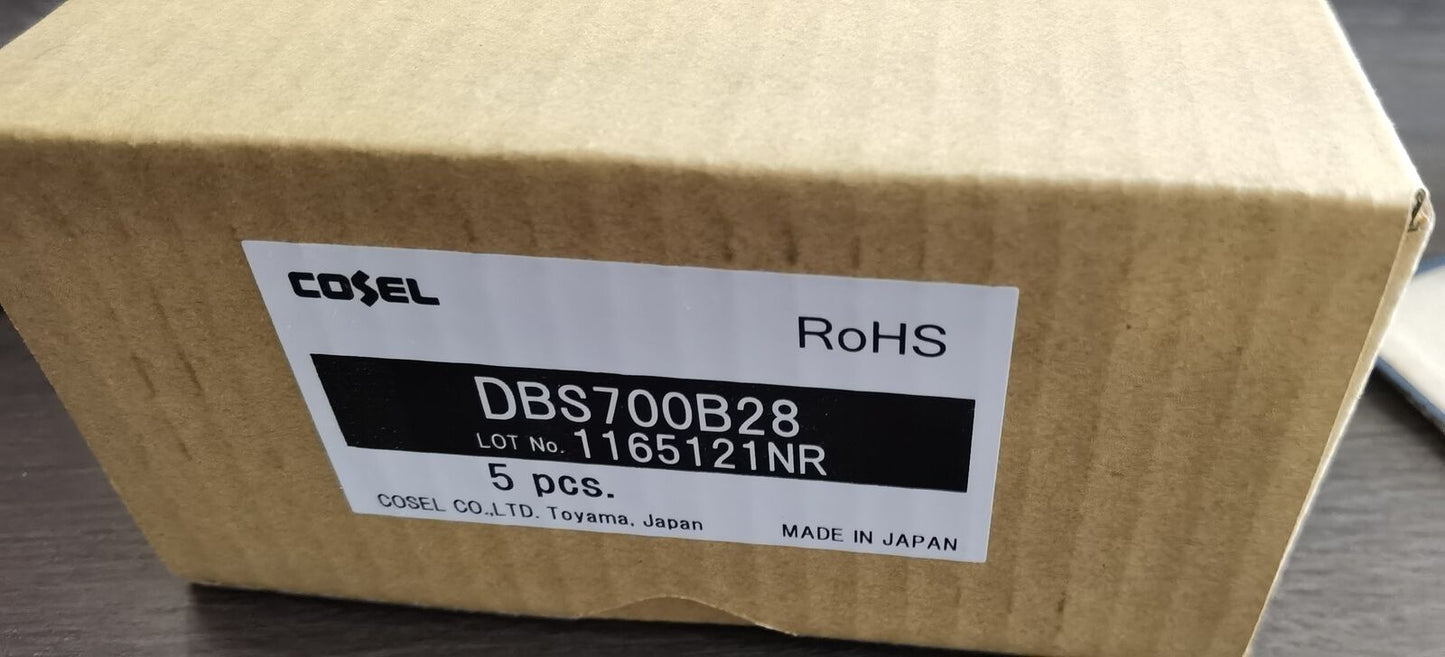 COSEL
RoHS
DBS700B28
LOT No. 1165121NR
5 pcs.
COSEL CO.,LTD. Toyama, Japan
MADE IN JAPAN